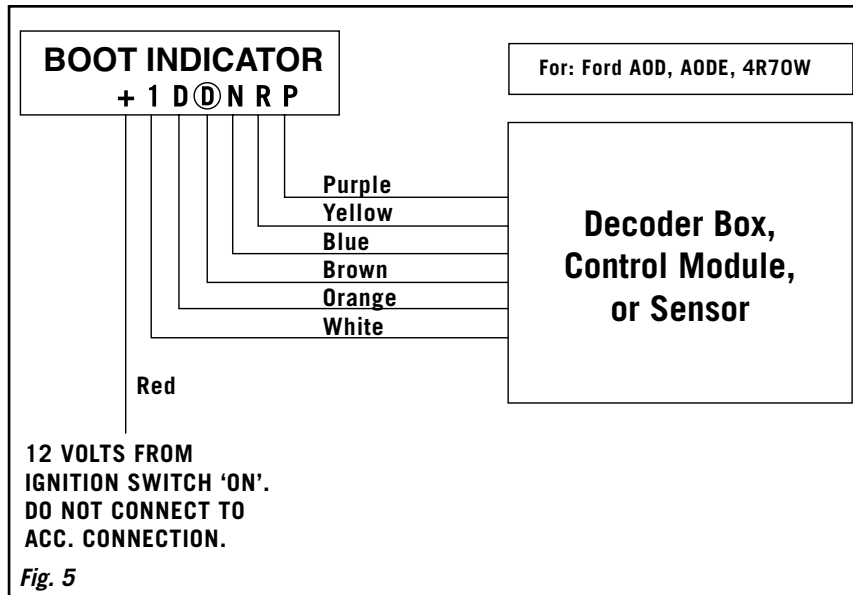 BOOT INDICATOR
+ 1 D Ⓓ N R P
For: Ford AOD, AODE, 4R70W
Purple
Yellow
Blue
Brown
Orange
White
Decoder Box,
Control Module,
or Sensor
Red
12 VOLTS FROM
IGNITION SWITCH ‘ON’.
DO NOT CONNECT TO
ACC. CONNECTION.
Fig. 5